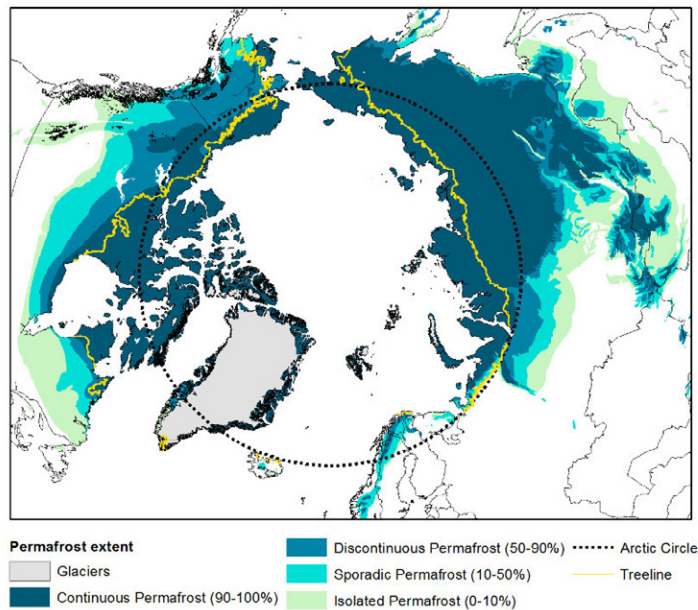 Permafrost extent
Glaciers
Continuous Permafrost (90-100%)
Discontinuous Permafrost (50-90%)
Sporadic Permafrost (10-50%)
Isolated Permafrost (0-10%)
Arctic Circle
Treeline